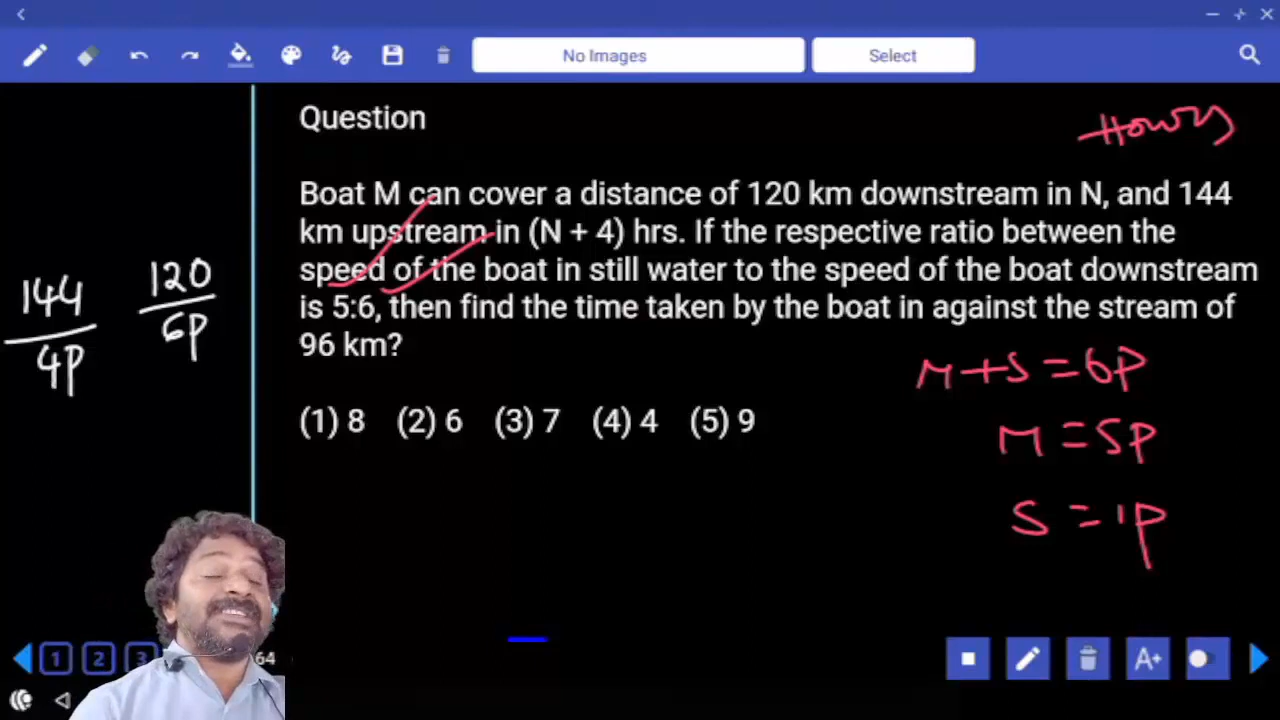 No Images
Select
Question
Hours
Boat M can cover a distance of 120 km downstream in N, and 144
km upstream in (N + 4) hrs. If the respective ratio between the
speed of the boat in still water to the speed of the boat downstream
is 5:6, then find the time taken by the boat in against the stream of
96 km?
144
4P
120
6P
(1) 8 (2) 6 (3) 7 (4) 4 (5) 9
M+S=6P
M=5P
S=1P
1 2 3
64
A+